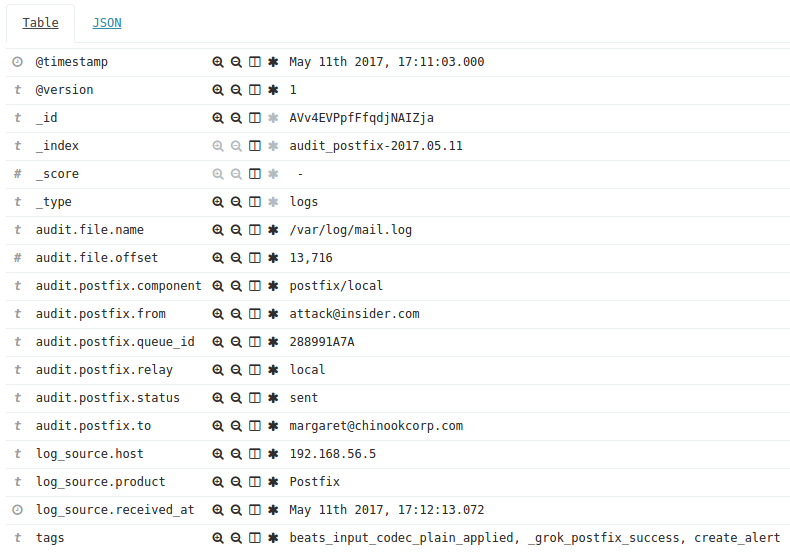 Table JSON
@timestamp May 11th 2017, 17:11:03.000
t @version 1
t _id AVv4EVPpfFfqdjNAIZja
t _index audit_postfix-2017.05.11
# _score -
t _type logs
t audit.file.name /var/log/mail.log
# audit.file.offset 13,716
t audit.postfix.component postfix/local
t audit.postfix.from attack@insider.com
t audit.postfix.queue_id 288991A7A
t audit.postfix.relay local
t audit.postfix.status sent
t audit.postfix.to margaret@chinookcorp.com
t log_source.host 192.168.56.5
t log_source.product Postfix
log_source.received_at May 11th 2017, 17:12:13.072
t tags beats_input_codec_plain_applied, _grok_postfix_success, create_alert